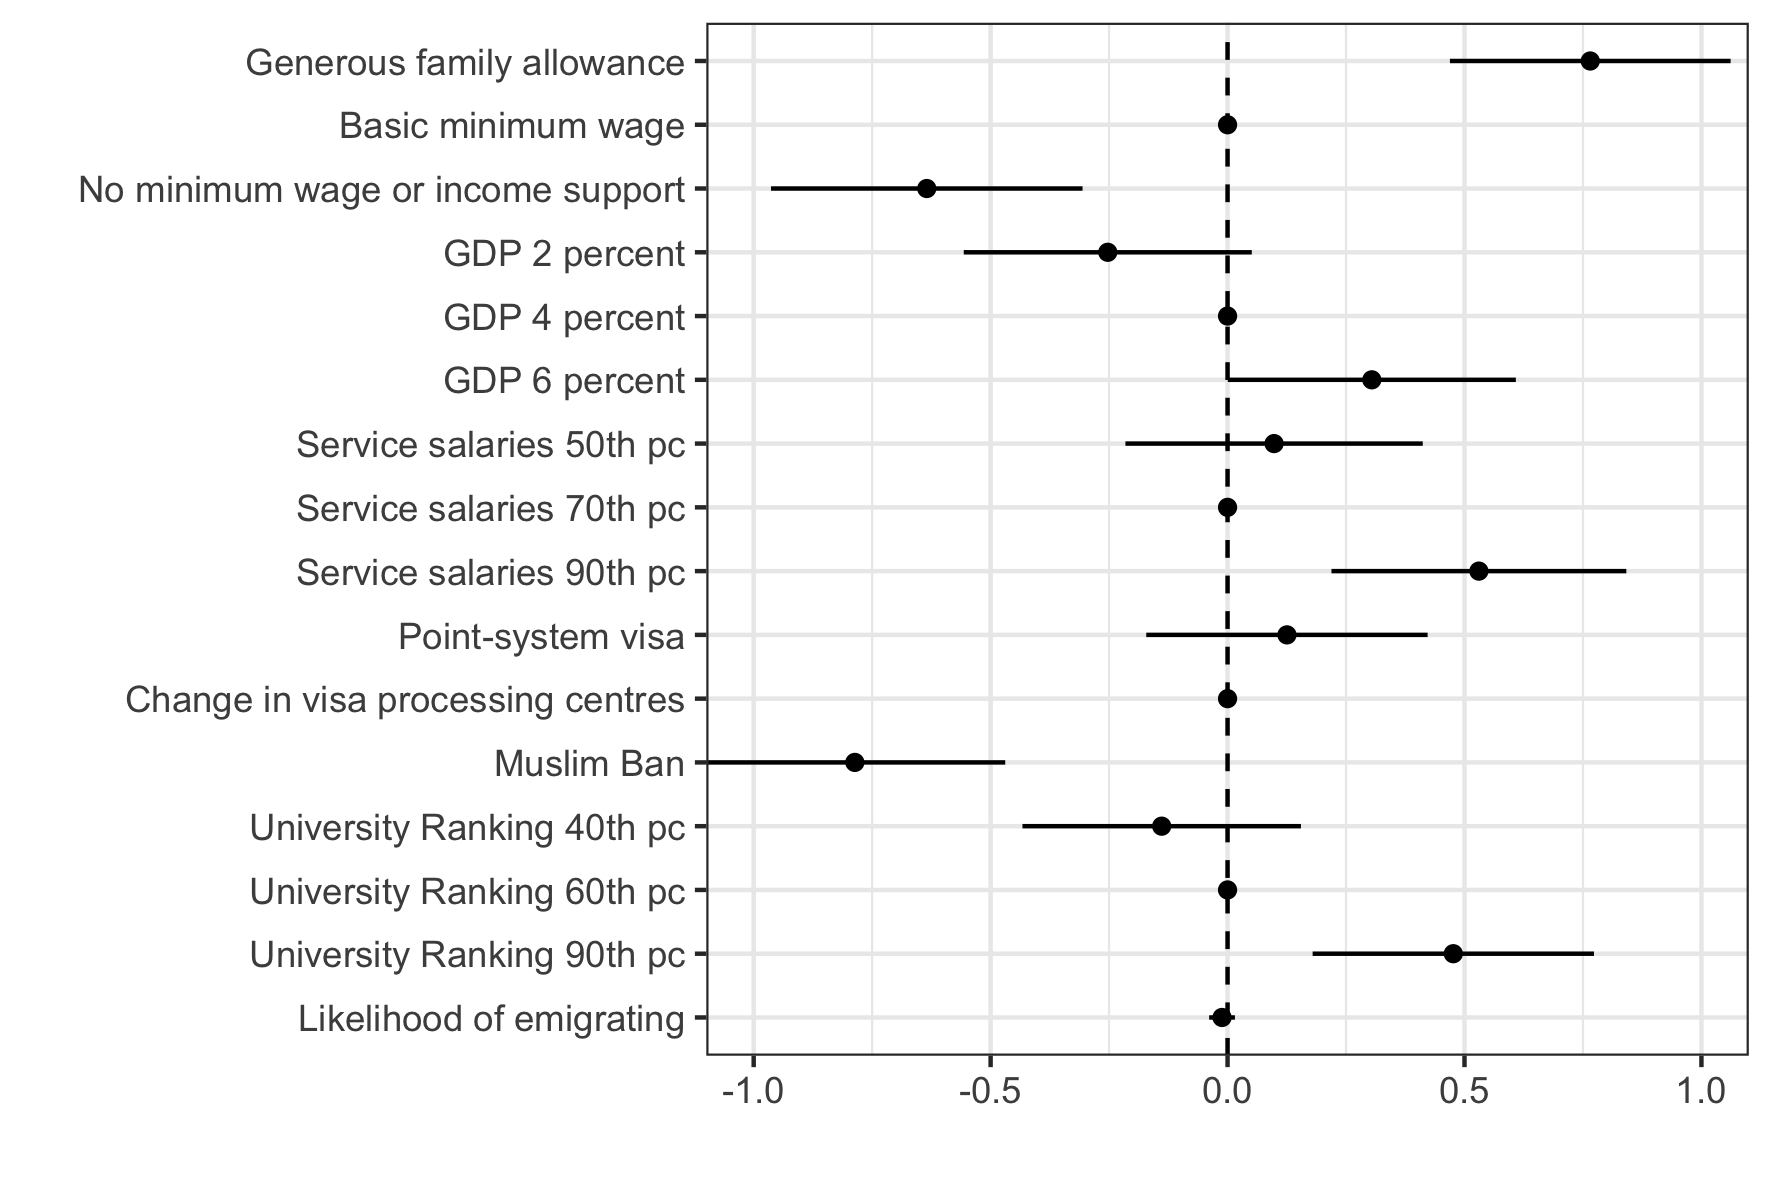 Generous family allowance
Basic minimum wage
No minimum wage or income support
GDP 2 percent
GDP 4 percent
GDP 6 percent
Service salaries 50th pc
Service salaries 70th pc
Service salaries 90th pc
Point-system visa
Change in visa processing centres
Muslim Ban
University Ranking 40th pc
University Ranking 60th pc
University Ranking 90th pc
Likelihood of emigrating
-1.0 -0.5 0.0 0.5 1.0